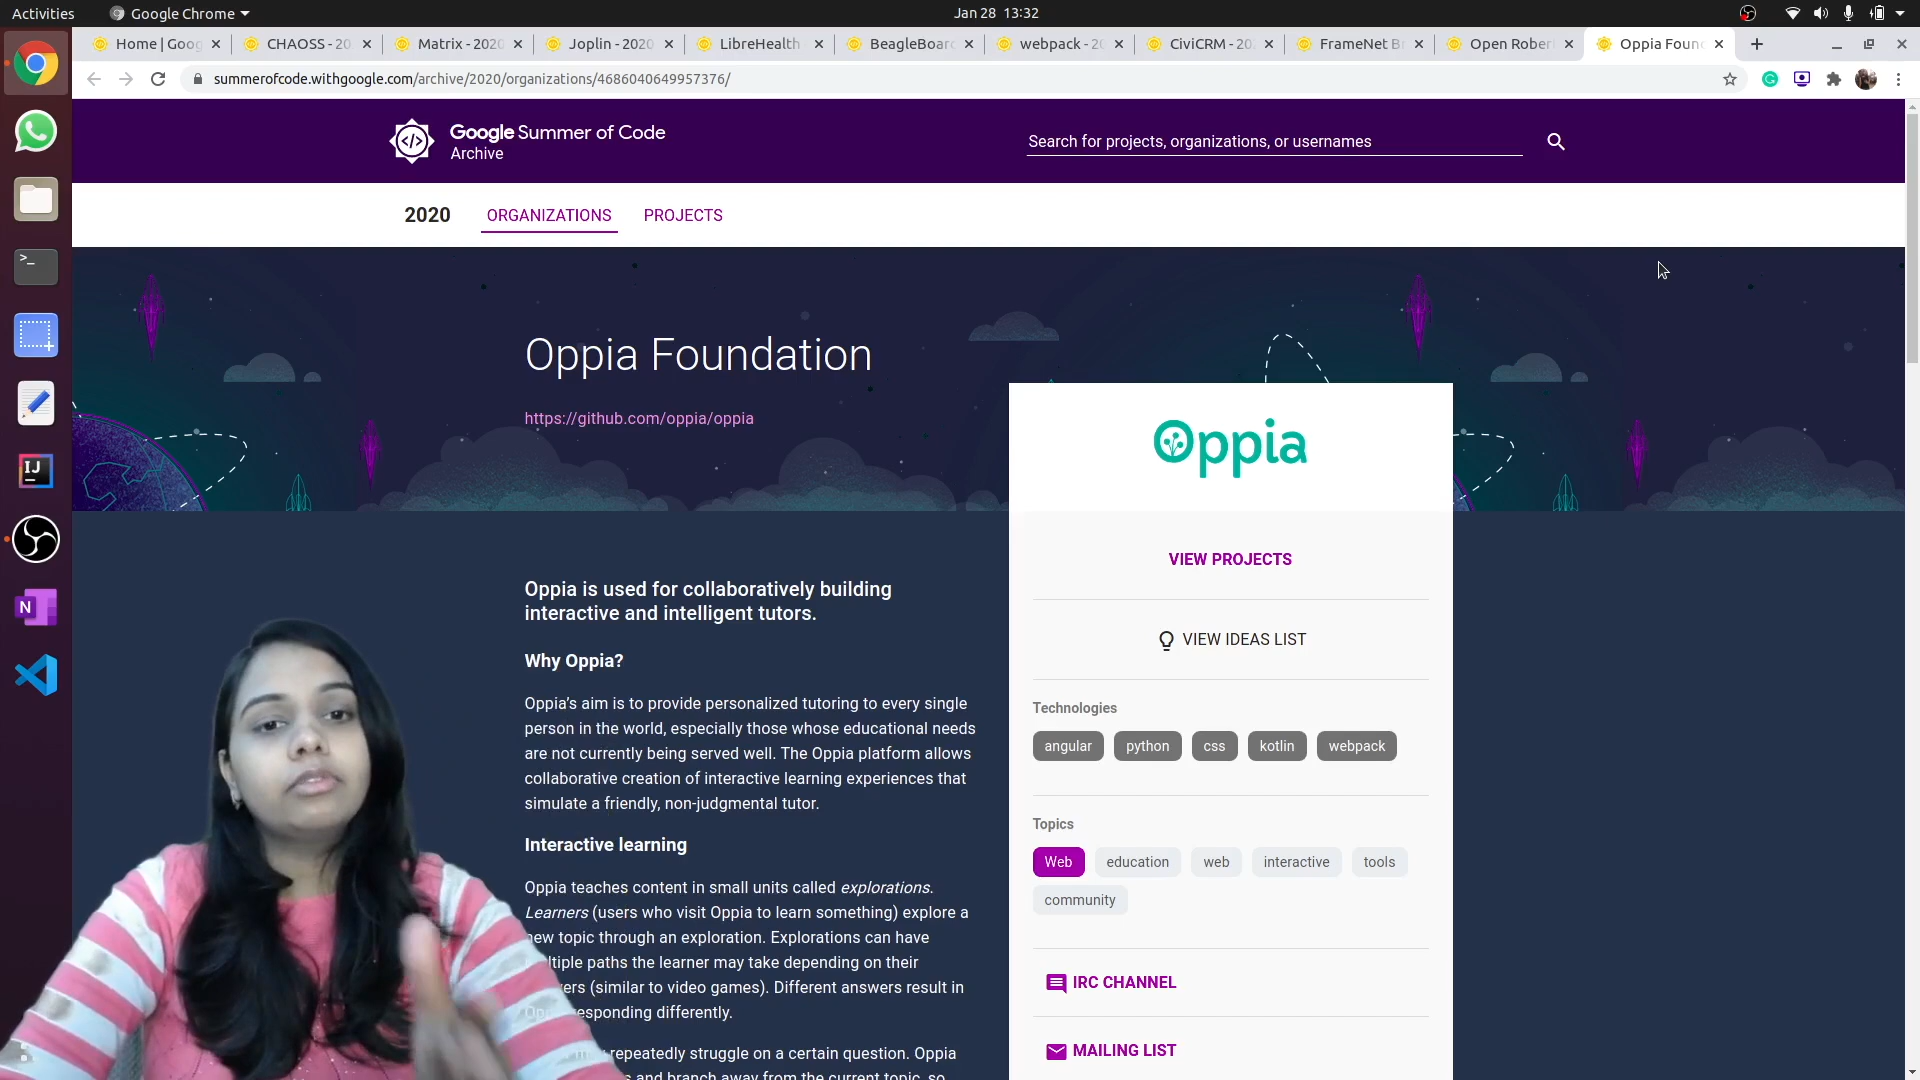 Activities
Google Chrome
Jan 28 13:32
Home | Goog
CHAOSS - 20
Matrix - 2020
Joplin - 2020
LibreHealth
BeagleBoard
webpack - 20
CiviCRM - 20
FrameNet Br
Open Rober
Oppia Found
summerofcode.withgoogle.com/archive/2020/organizations/4686040649957376/
Google Summer of Code
Archive
Search for projects, organizations, or usernames
2020
ORGANIZATIONS
PROJECTS
Oppia Foundation
https://github.com/oppia/oppia
Oppia is used for collaboratively building
interactive and intelligent tutors.
Why Oppia?
Oppia's aim is to provide personalized tutoring to every single
person in the world, especially those whose educational needs
are not currently being served well. The Oppia platform allows
collaborative creation of interactive learning experiences that
simulate a friendly, non-judgmental tutor.
Interactive learning
Oppia teaches content in small units called explorations.
Learners (users who visit Oppia to learn something) explore a
new topic through an exploration. Explorations can have
multiple paths the learner may take depending on their
(similar to video games). Different answers result in
responding differently.
repeatedly struggle on a certain question. Oppia
and branch away from the current topic, so
Oppia
VIEW PROJECTS
VIEW IDEAS LIST
Technologies
angular
python
css
kotlin
webpack
Topics
Web
education
web
interactive
tools
community
IRC CHANNEL
MAILING LIST
IJ
N